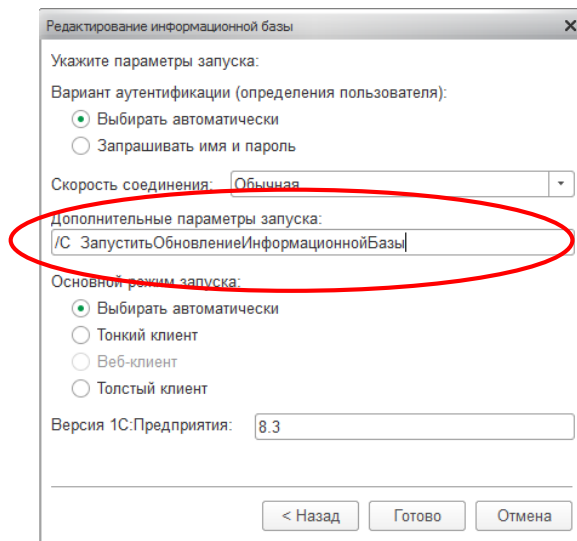 Редактирование информационной базы
Укажите параметры запуска:
Вариант аутентификации (определения пользователя):
Выбирать автоматически
Запрашивать имя и пароль
Скорость соединения: Обычная
Дополнительные параметры запуска:
/C ЗапуститьОбновлениеИнформационнойБазы
Основной режим запуска:
Выбирать автоматически
Тонкий клиент
Веб-клиент
Толстый клиент
Версия 1С:Предприятия: 8.3
< Назад Готово Отмена